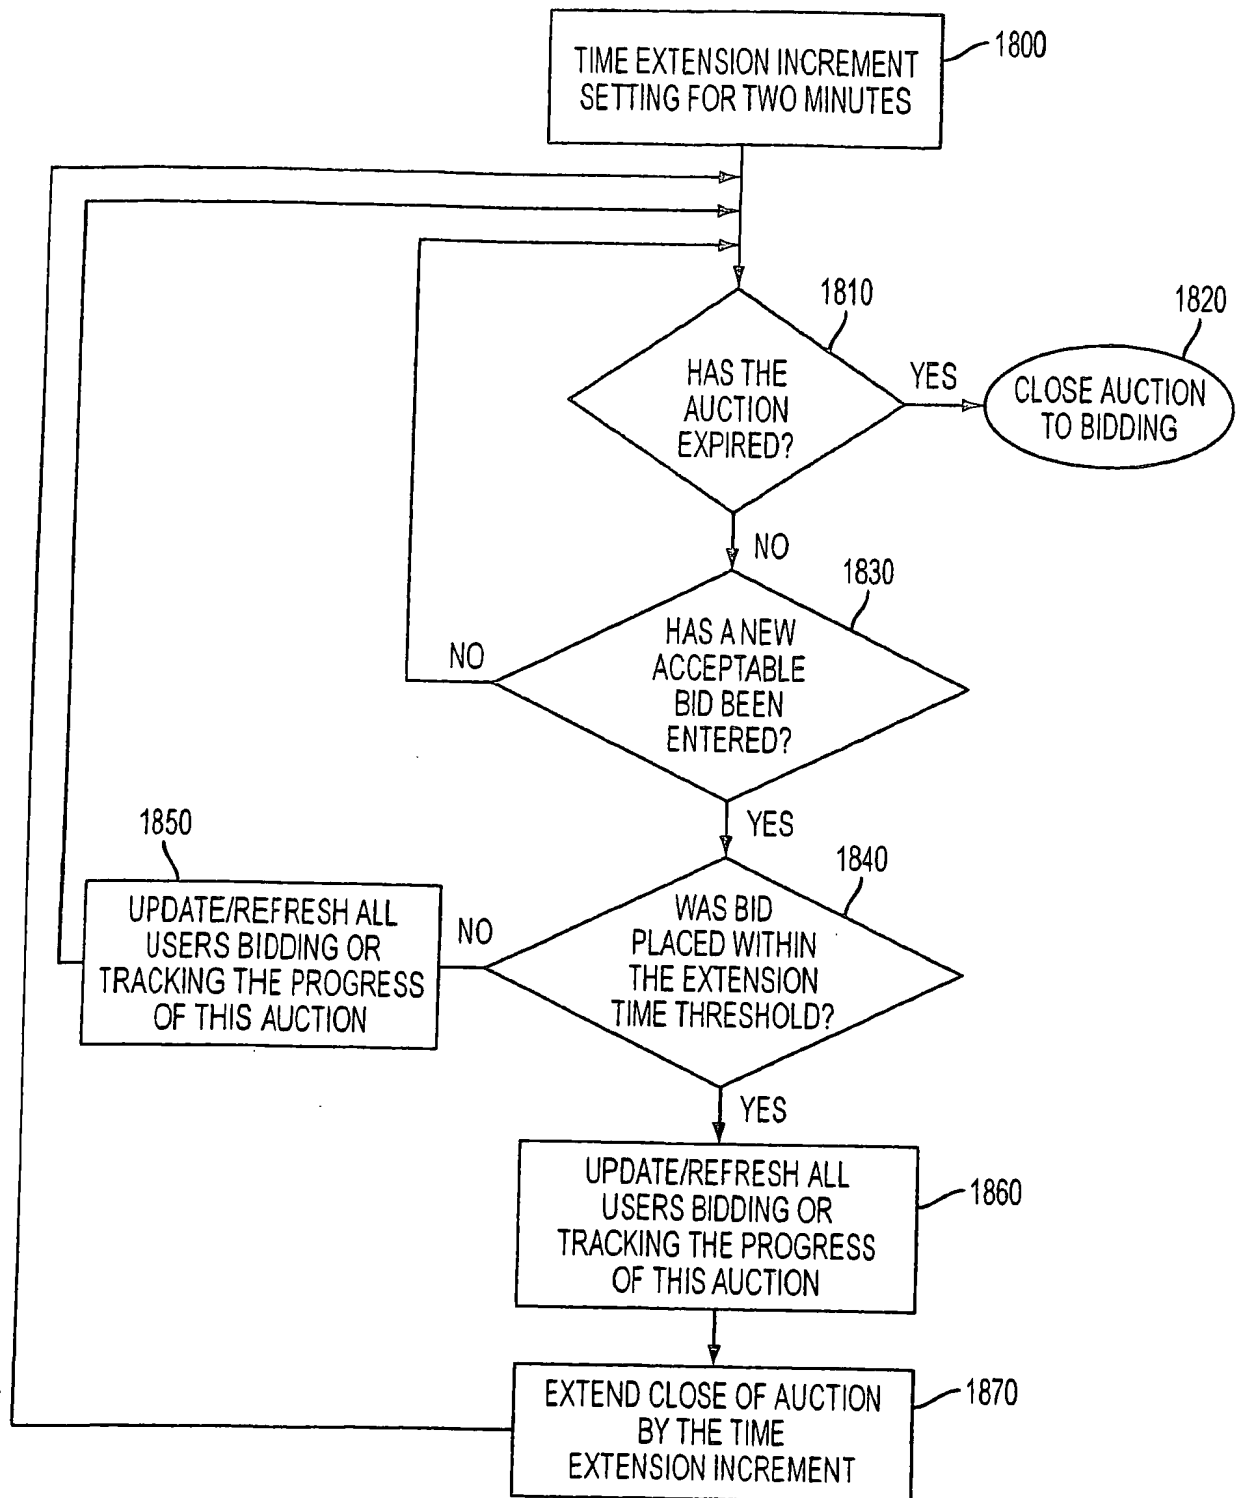 TIME EXTENSION INCREMENT
SETTING FOR TWO MINUTES
1800
1810
HAS THE
AUCTION
EXPIRED?
YES
1820
CLOSE AUCTION
TO BIDDING
NO
1830
HAS A NEW
ACCEPTABLE
BID BEEN
ENTERED?
NO
YES
1840
WAS BID
PLACED WITHIN
THE EXTENSION
TIME THRESHOLD?
NO
1850
UPDATE/REFRESH ALL
USERS BIDDING OR
TRACKING THE PROGRESS
OF THIS AUCTION
YES
UPDATE/REFRESH ALL
USERS BIDDING OR
TRACKING THE PROGRESS
OF THIS AUCTION
1860
EXTEND CLOSE OF AUCTION
BY THE TIME
EXTENSION INCREMENT
1870